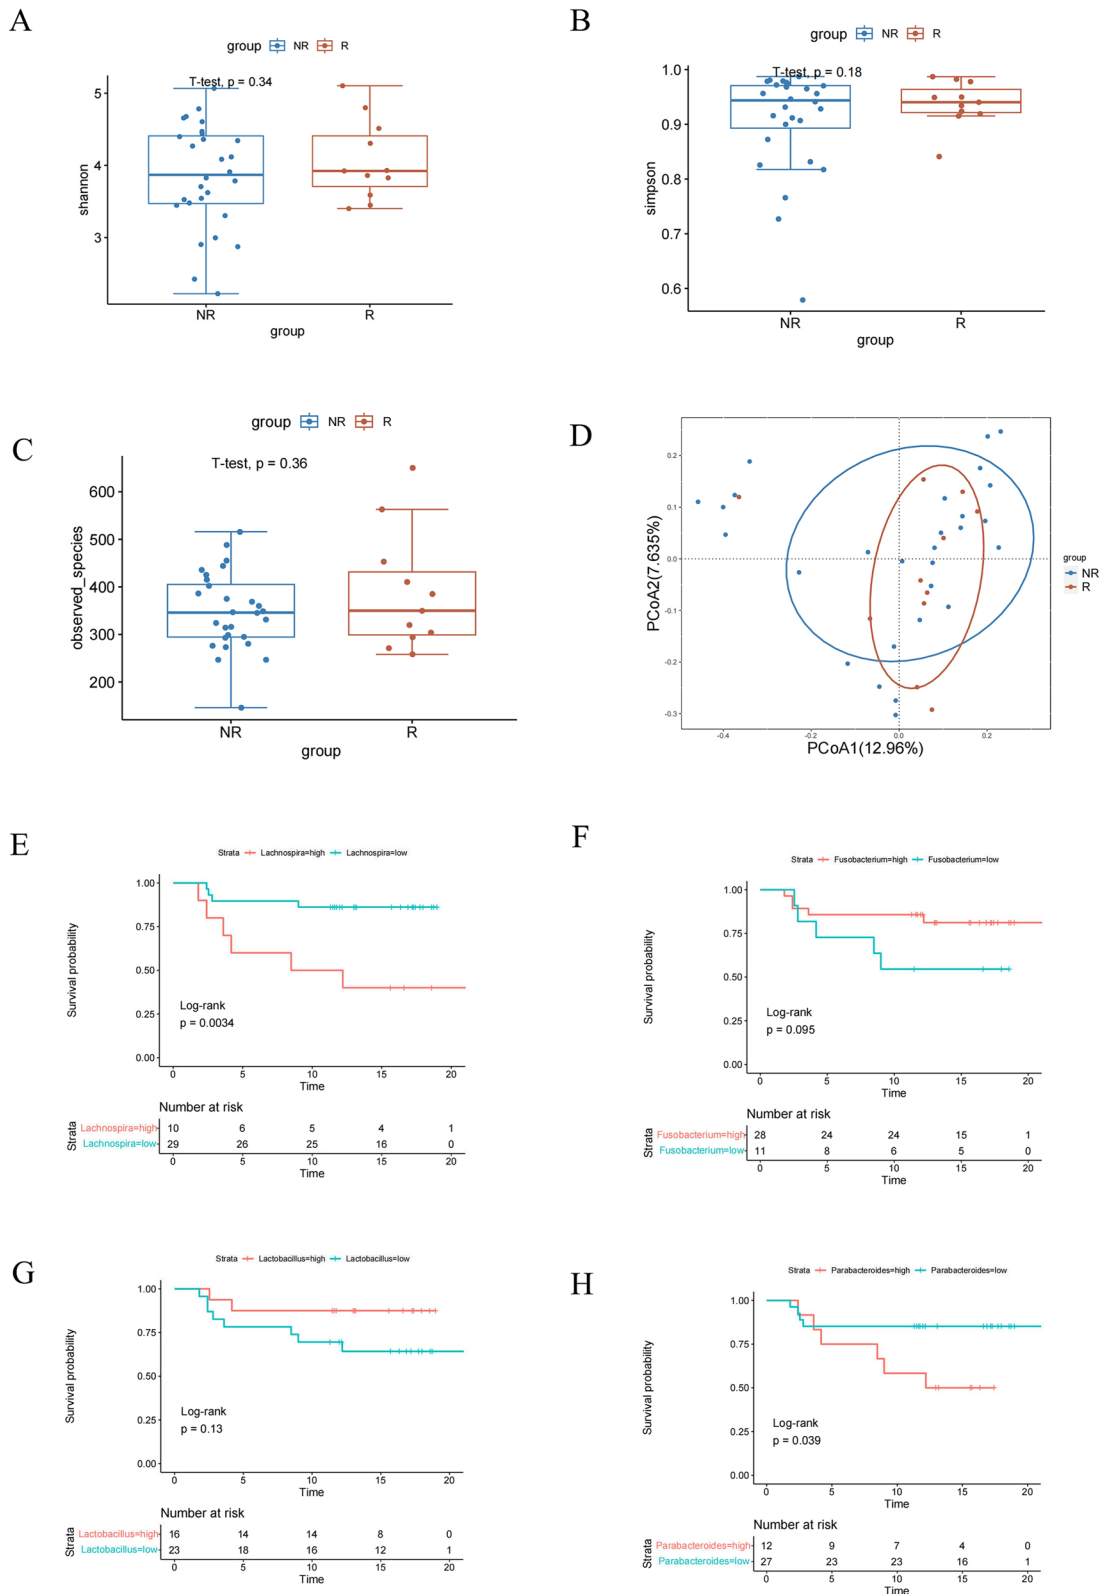 A
group NR R
T-test, p = 0.34
shannon
5
4
3
NR R
group
B
group NR R
T-test, p = 0.18
simpson
1.0
0.9
0.8
0.7
0.6
NR R
group
C
group NR R
T-test, p = 0.36
observed_species
600
500
400
300
200
NR R
group
D
PCoA2(7.635%)
0.2
0.1
0.0
-0.1
-0.2
-0.3
-0.4 -0.2 0.0 0.2
PCoA1(12.96%)
group
NR
R
E
Strata Lachnospira=high Lachnospira=low
Survival probability
1.00
0.75
0.50
0.25
0.00
Log-rank
p = 0.0034
0 5 10 15 20
Time
Number at risk
Strata
Lachnospira=high 10 6 5 4 1
Lachnospira=low 29 26 25 16 0
0 5 10 15 20
Time
F
Strata Fusobacterium=high Fusobacterium=low
Survival probability
1.00
0.75
0.50
0.25
0.00
Log-rank
p = 0.095
0 5 10 15 20
Time
Number at risk
Strata
Fusobacterium=high 28 24 24 15 1
Fusobacterium=low 11 8 6 5 0
0 5 10 15 20
Time
G
Strata Lactobacillus=high Lactobacillus=low
Survival probability
1.00
0.75
0.50
0.25
0.00
Log-rank
p = 0.13
0 5 10 15 20
Time
Number at risk
Strata
Lactobacillus=high 16 14 14 8 0
Lactobacillus=low 23 18 16 12 1
0 5 10 15 20
Time
H
Strata Parabacteroides=high Parabacteroides=low
Survival probability
1.00
0.75
0.50
0.25
0.00
Log-rank
p = 0.039
0 5 10 15 20
Time
Number at risk
Strata
Parabacteroides=high 12 9 7 4 0
Parabacteroides=low 27 23 23 16 1
0 5 10 15 20
Time